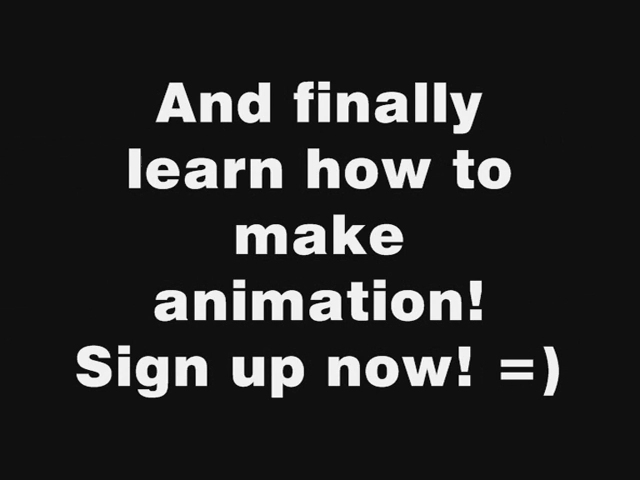 And finally
learn how to
make
animation!
Sign up now! =)